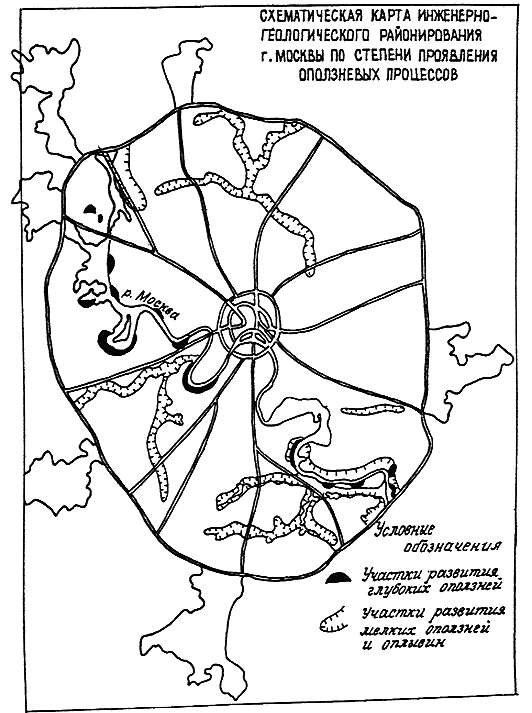 СХЕМАТИЧЕСКАЯ КАРТА ИНЖЕНЕРНО-
ГЕОЛОГИЧЕСКОГО РАЙОНИРОВАНИЯ
Г. МОСКВЫ ПО СТЕПЕНИ ПРОЯВЛЕНИЯ
ОПОЛЗНЕВЫХ ПРОЦЕССОВ
р. Москва
Условные
обозначения
Участки развития
глубоких оползней
Участки развития
мелких оползней
и оплывин